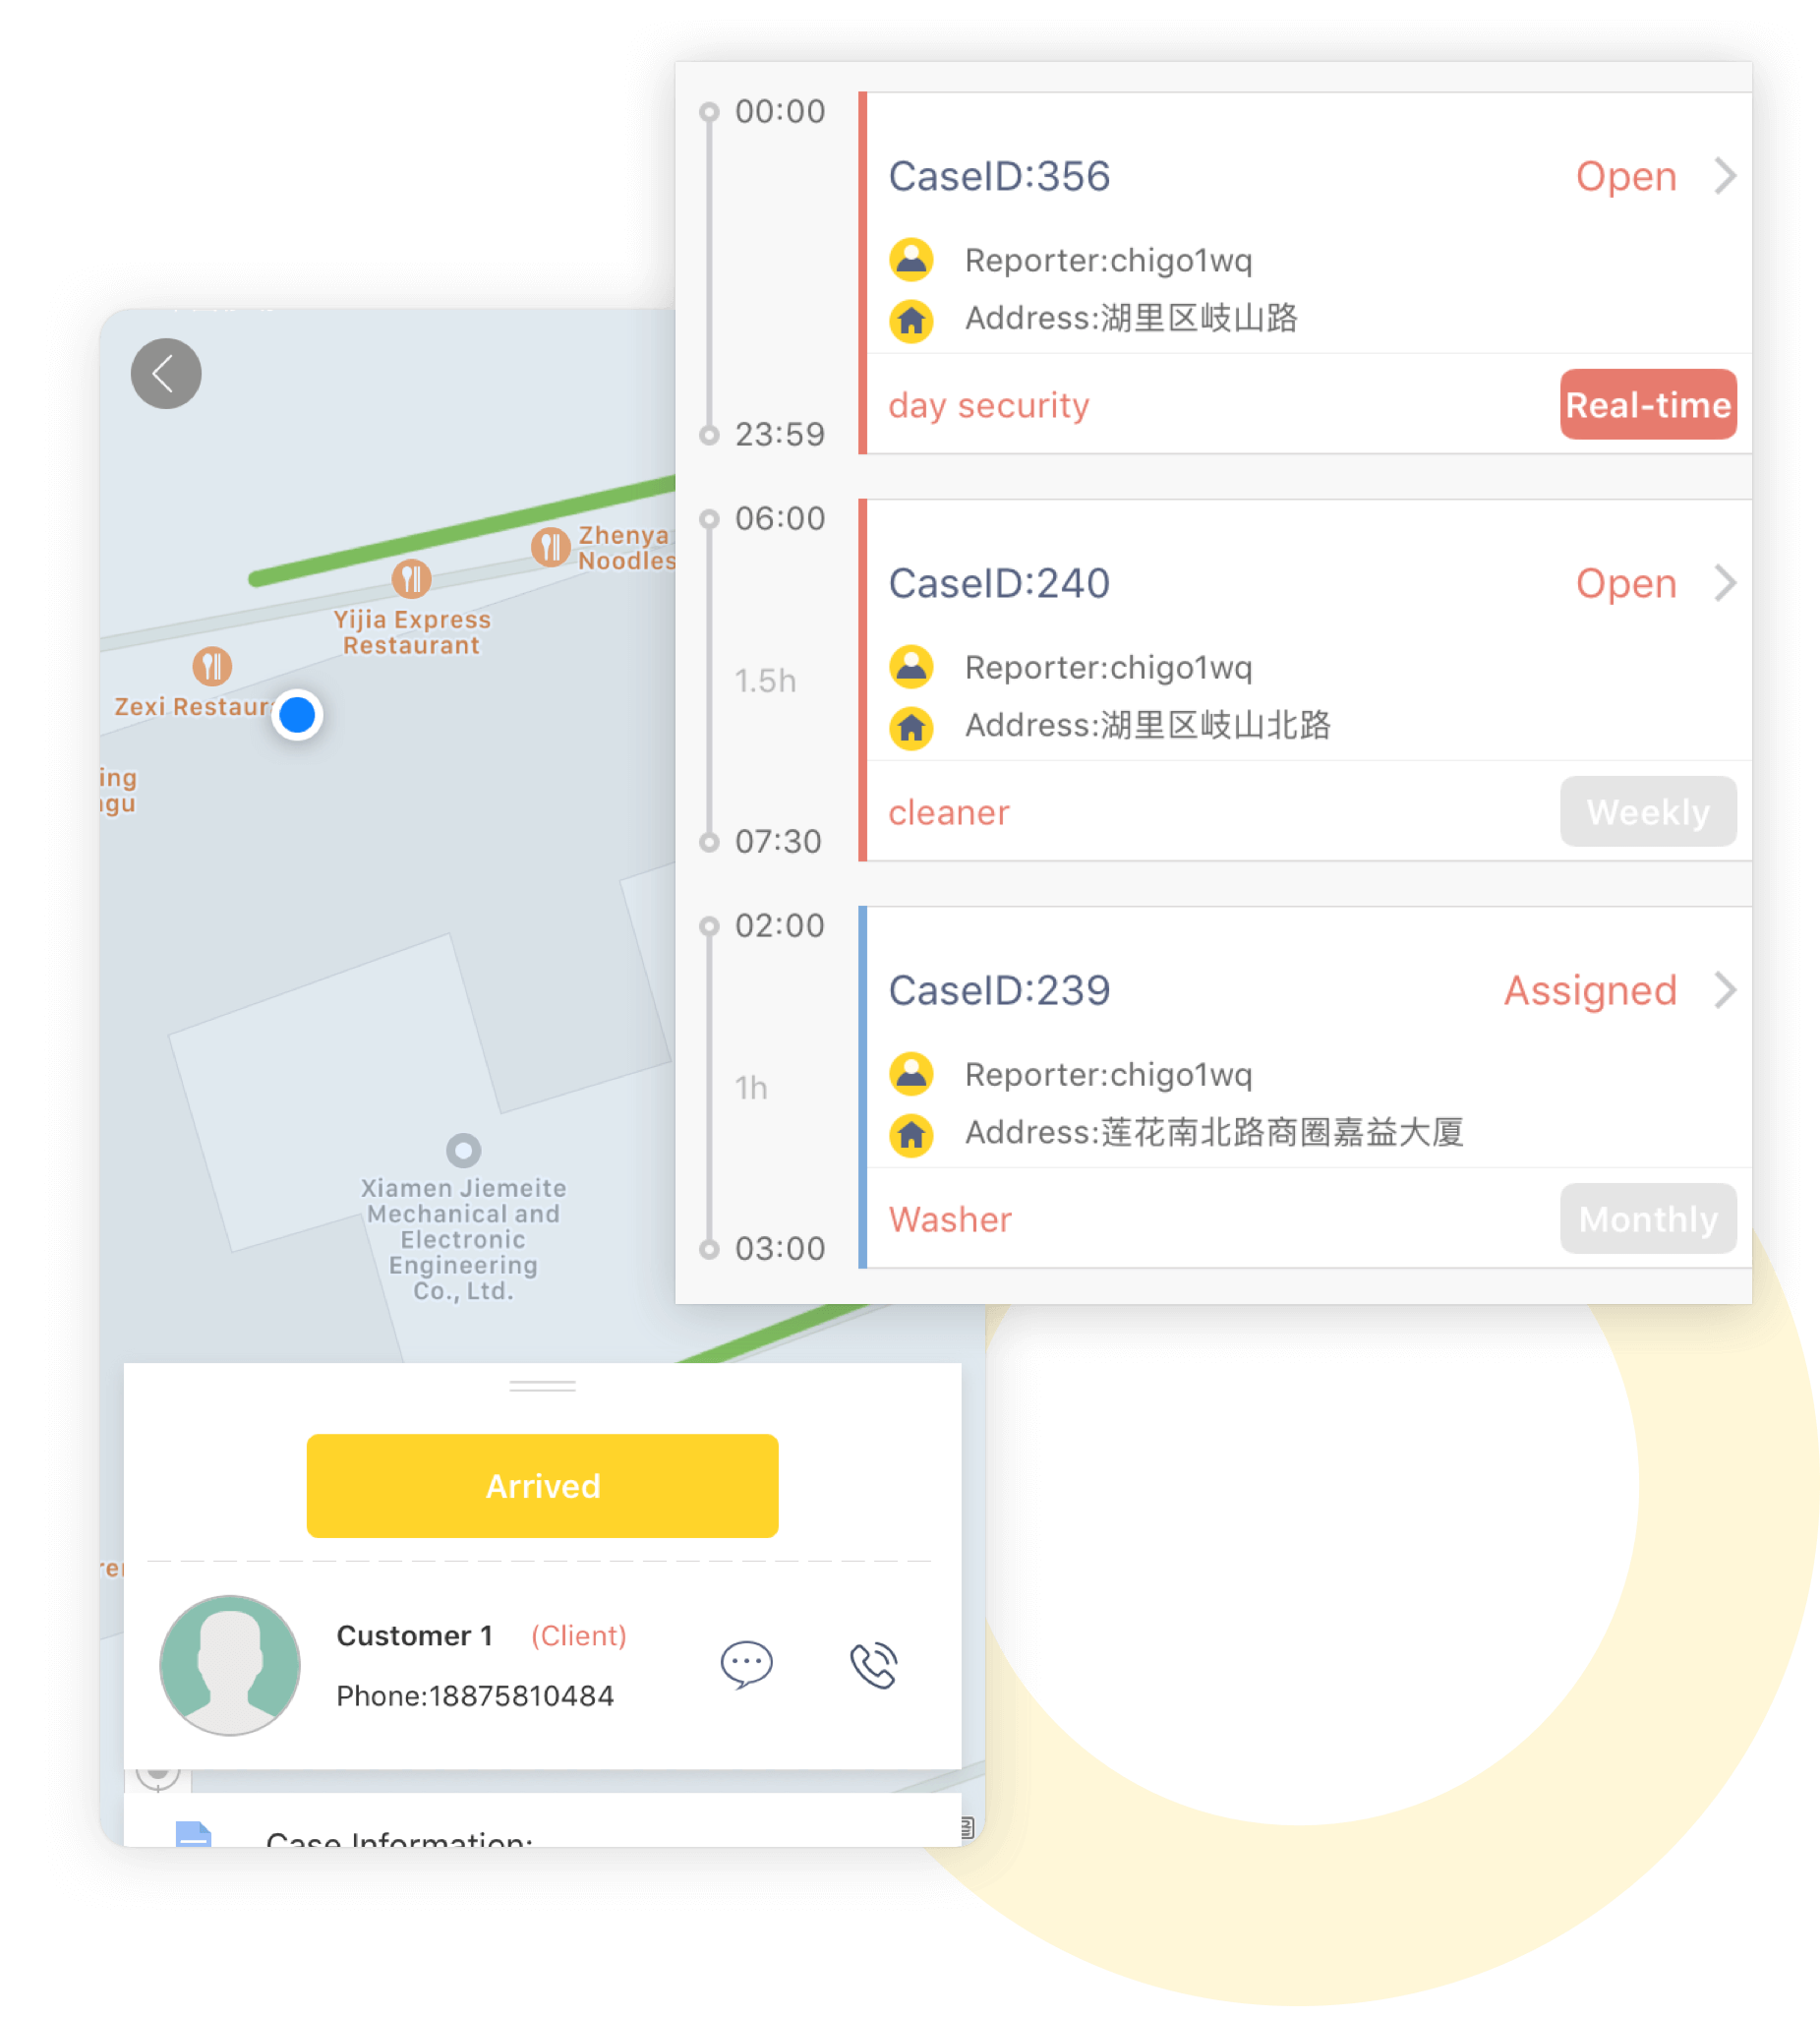 00:00
CaseID:356
Open
Reporter:chigo1wq
Address:湖里区岐山路
23:59
day security
Real-time
06:00
CaseID:240
Open
Reporter:chigo1wq
1.5h
Address:湖里区岐山北路
cleaner
Weekly
07:30
02:00
CaseID:239
Assigned
Reporter:chigo1wq
1h
Address:莲花南北路商圈嘉益大厦
Washer
Monthly
03:00
Zhenya
Noodles
Yijia Express
Restaurant
Zexi Restaur
ing
gu
Xiamen Jiemeite
Mechanical and
Electronic
Engineering
Co., Ltd.
Arrived
Customer 1 (Client)
Phone:18875810484
Case Information: